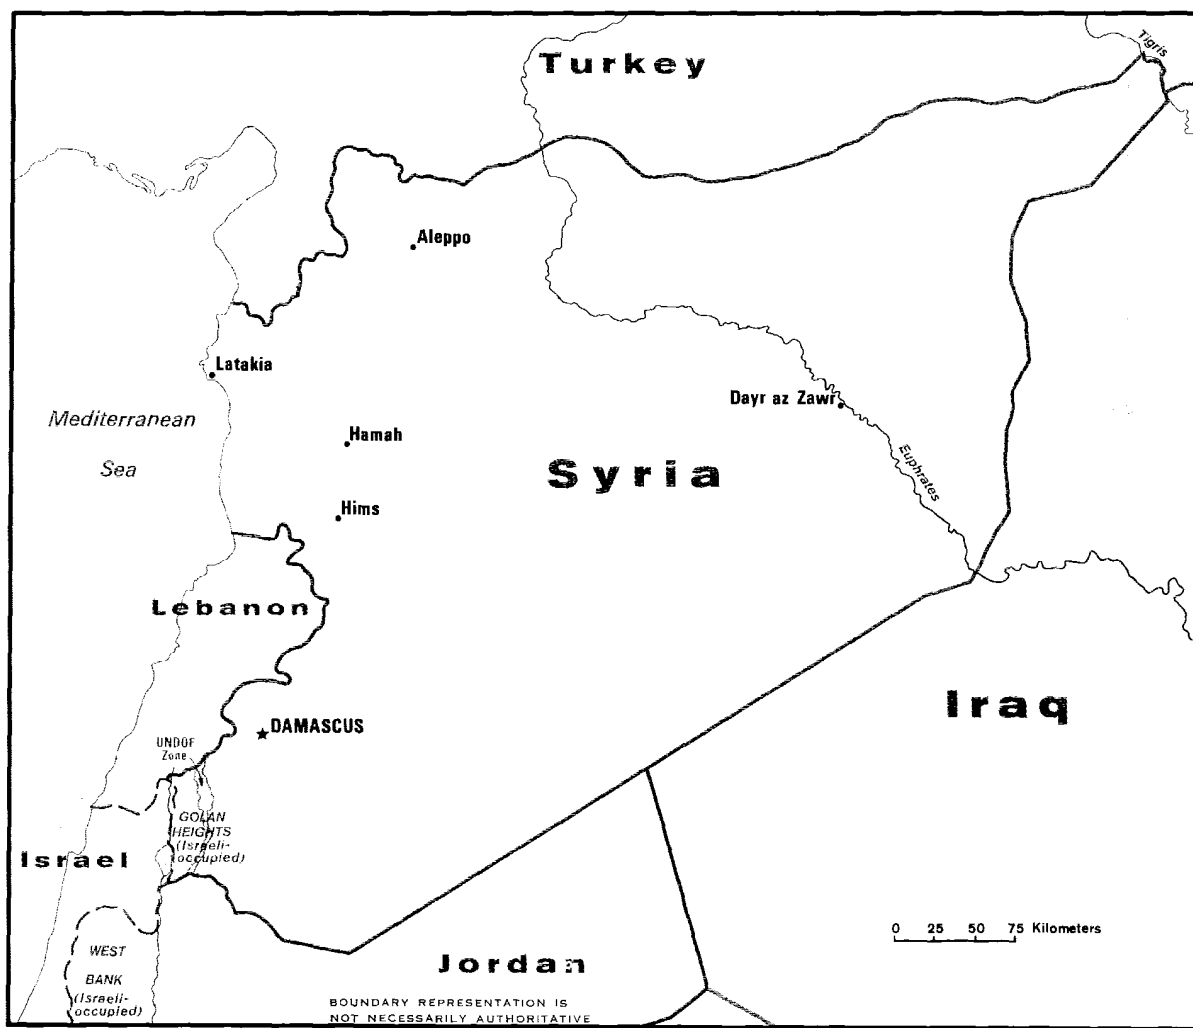 Tigris
Turkey
Aleppo
Latakia
Dayr az Zawr
Mediterranean
Sea
Hamah
Syria
Euphrates
Hims
Lebanon
Iraq
DAMASCUS
UNDOF
Zone
GOLAN
HEIGHTS
(Israeli-
occupied)
Israel
0 25 50 75 Kilometers
WEST
BANK
(Israeli-
occupied)
Jordan
BOUNDARY REPRESENTATION IS
NOT NECESSARILY AUTHORITATIVE